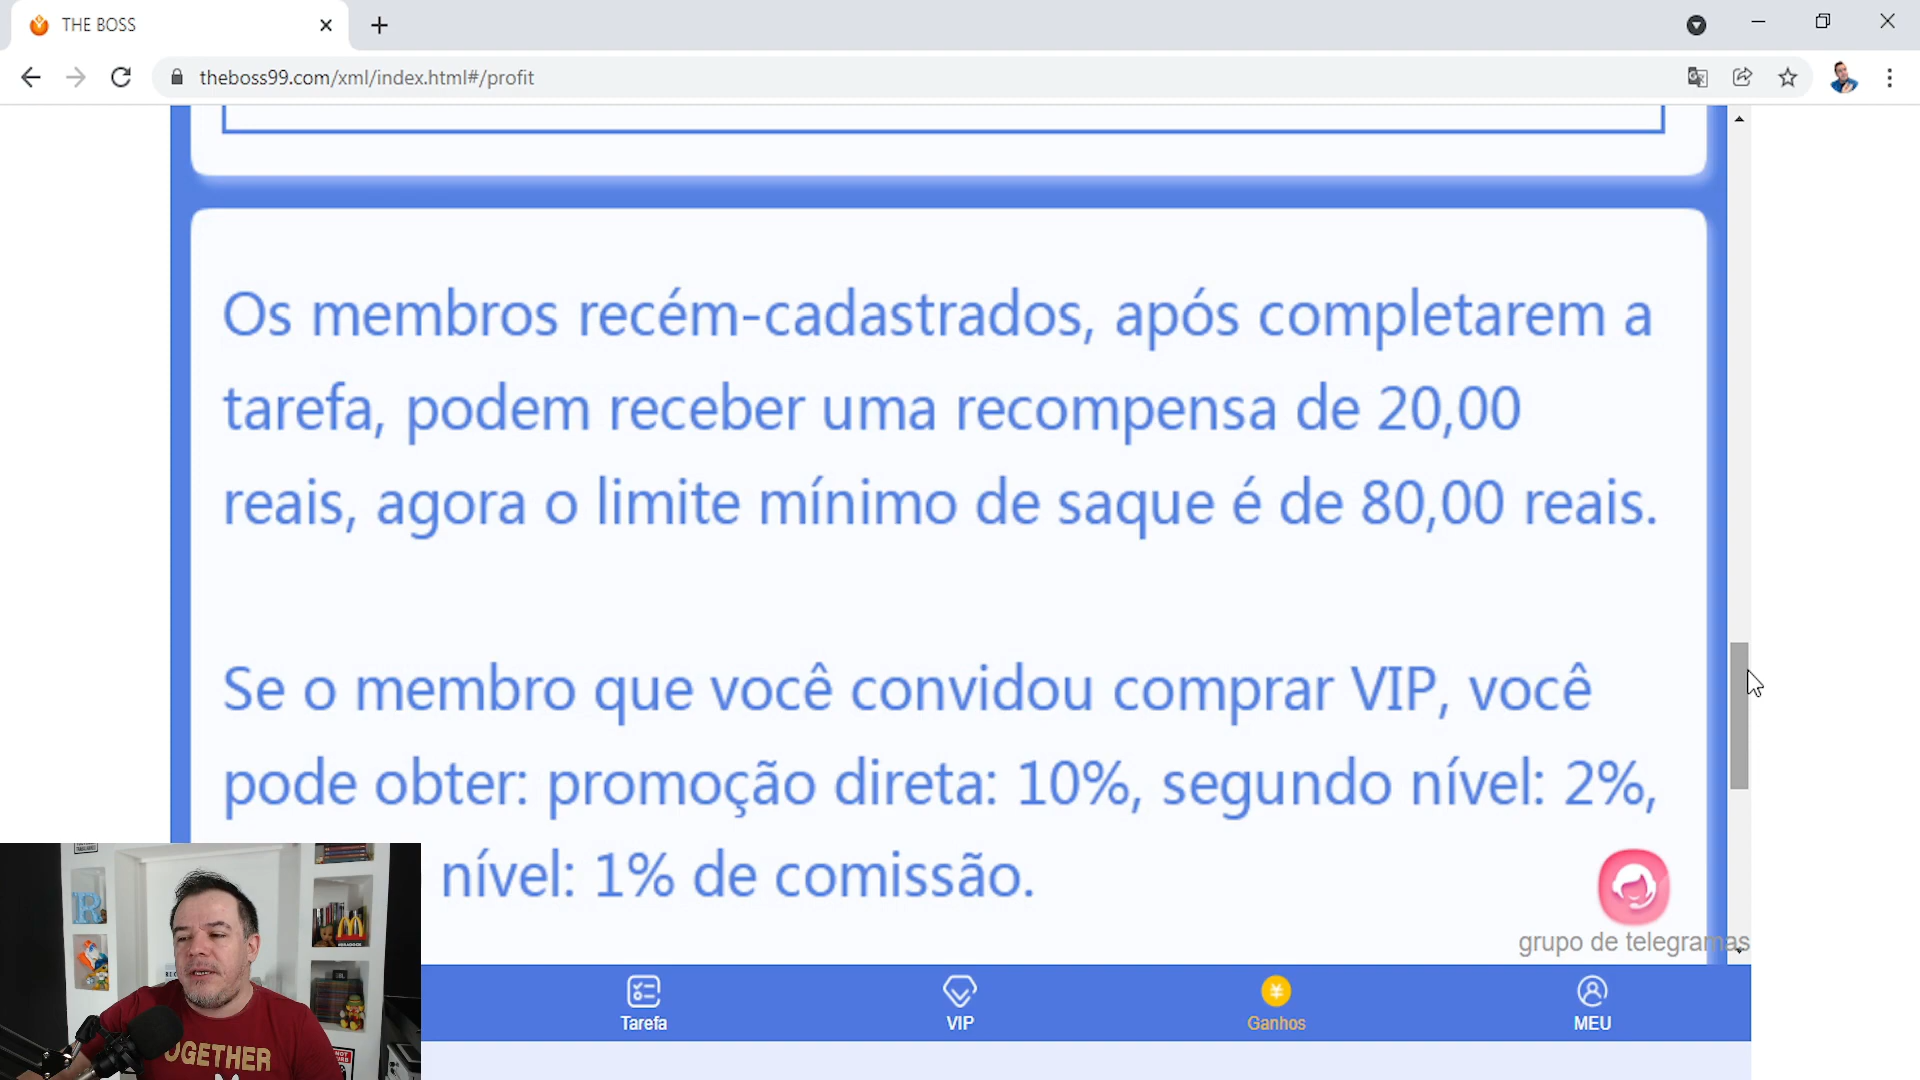 THE BOSS
theboss99.com/xml/index.html#/profit
Os membros recém-cadastrados, após completarem a
tarefa, podem receber uma recompensa de 20,00
reais, agora o limite mínimo de saque é de 80,00 reais.
Se o membro que você convidou comprar VIP, você
pode obter: promoção direta: 10%, segundo nível: 2%,
nível: 1% de comissão.
grupo de telegramas
Tarefa
VIP
Ganhos
MEU
R
TOGETHER